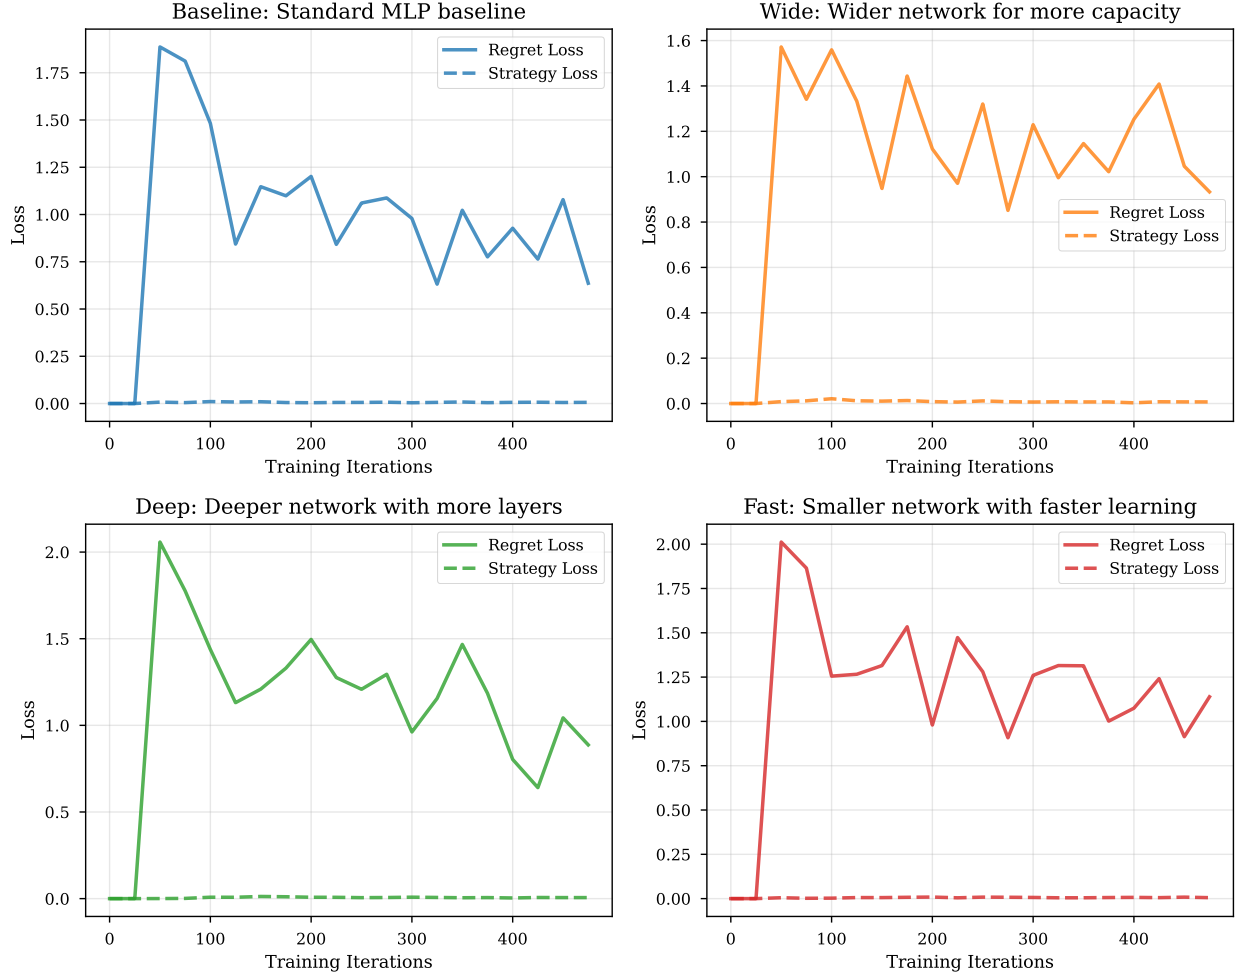 Baseline: Standard MLP baseline
Loss
1.75
1.50
1.25
1.00
0.75
0.50
0.25
0.00
Regret Loss
Strategy Loss
0 100 200 300 400
Training Iterations
Wide: Wider network for more capacity
Loss
1.6
1.4
1.2
1.0
0.8
0.6
0.4
0.2
0.0
Regret Loss
Strategy Loss
0 100 200 300 400
Training Iterations
Deep: Deeper network with more layers
Loss
2.0
1.5
1.0
0.5
0.0
Regret Loss
Strategy Loss
0 100 200 300 400
Training Iterations
Fast: Smaller network with faster learning
Loss
2.00
1.75
1.50
1.25
1.00
0.75
0.50
0.25
0.00
Regret Loss
Strategy Loss
0 100 200 300 400
Training Iterations